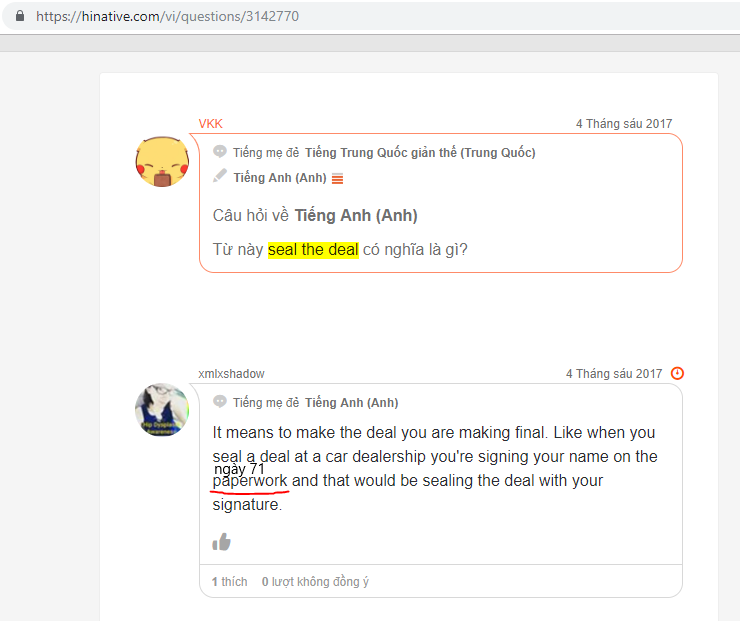 https://hinative.com/vi/questions/3142770
VKK
4 Tháng sáu 2017
Tiếng mẹ đẻ Tiếng Trung Quốc giản thế (Trung Quốc)
Tiếng Anh (Anh)
Câu hỏi về Tiếng Anh (Anh)
Từ này seal the deal có nghĩa là gì?
xmlxshadow
4 Tháng sáu 2017
Tiếng mẹ đẻ Tiếng Anh (Anh)
It means to make the deal you are making final. Like when you
seal a deal at a car dealership you're signing your name on the
ngày 71
paperwork and that would be sealing the deal with your
signature.
1 thích 0 lượt không đồng ý